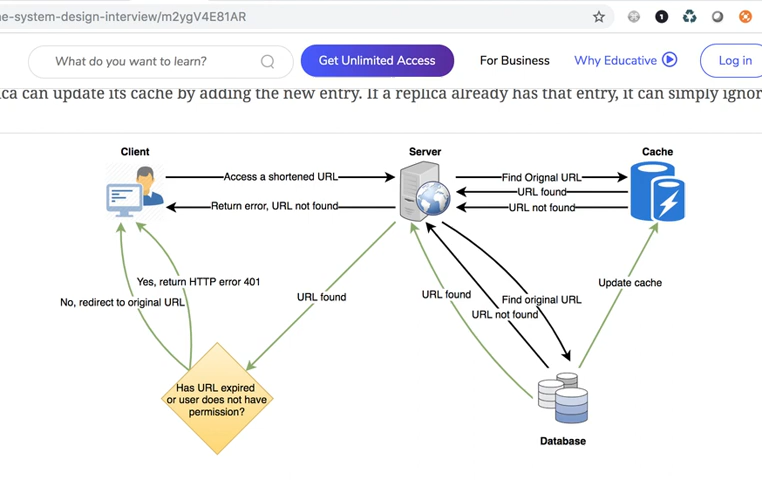 ne-system-design-interview/m2ygV4E81AR
1
What do you want to learn?
Get Unlimited Access
For Business
Why Educative
Log in
ca can update its cache by adding the new entry. If a replica already has that entry, it can simply ignor
Client
Server
Cache
Access a shortened URL
Find Orignal URL
URL found
Return error, URL not found
URL not found
Yes, return HTTP error 401
No, redirect to original URL
URL found
URL found
Find original URL
URL not found
Update cache
Has URL expired
or user does not have
permission?
Database